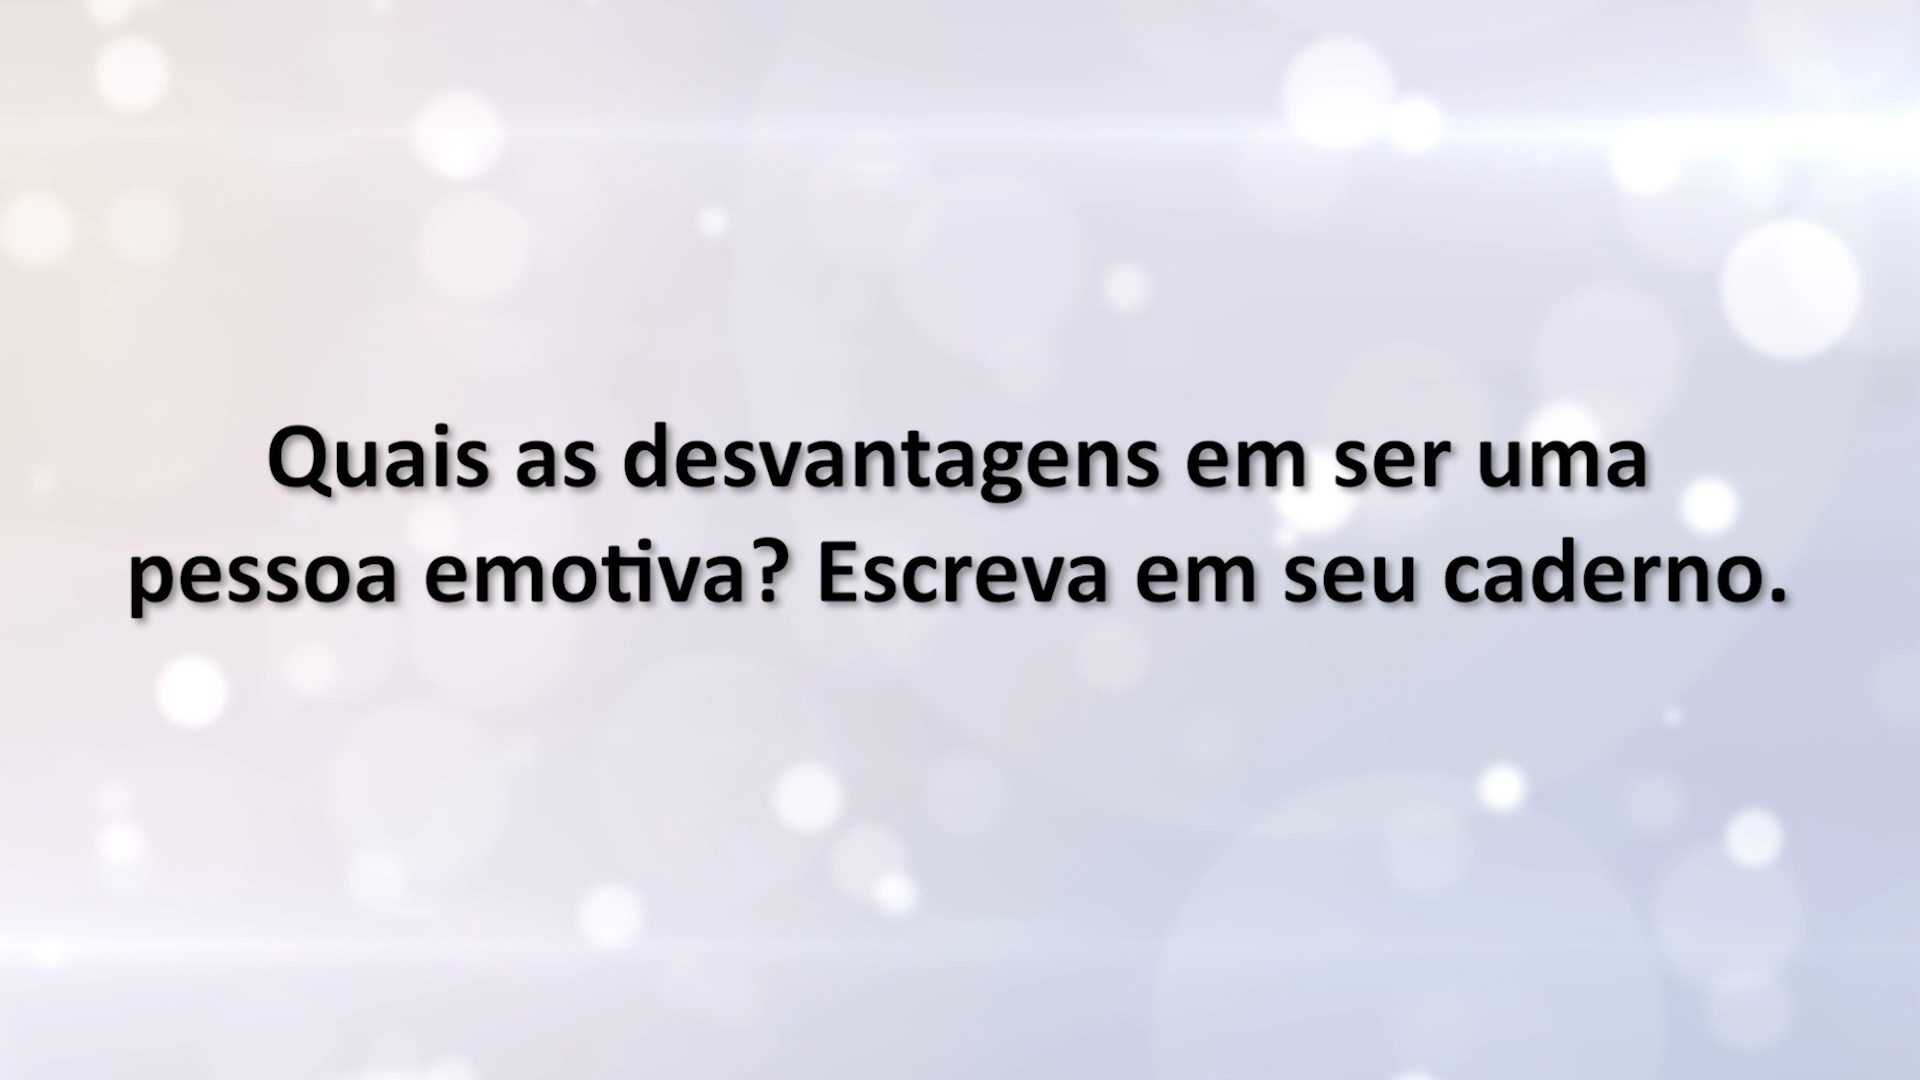 Quais as desvantagens em ser uma
pessoa emotiva? Escreva em seu caderno.